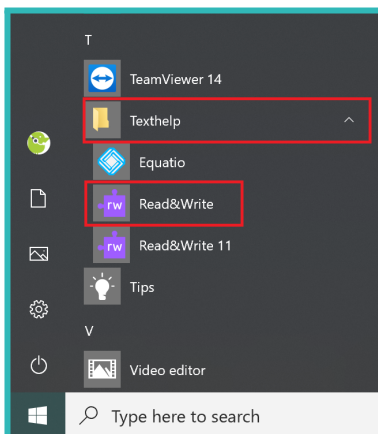 T
TeamViewer 14
Texthelp
Equatio
rw Read&Write
rw Read&Write 11
Tips
V
Video editor
Type here to search